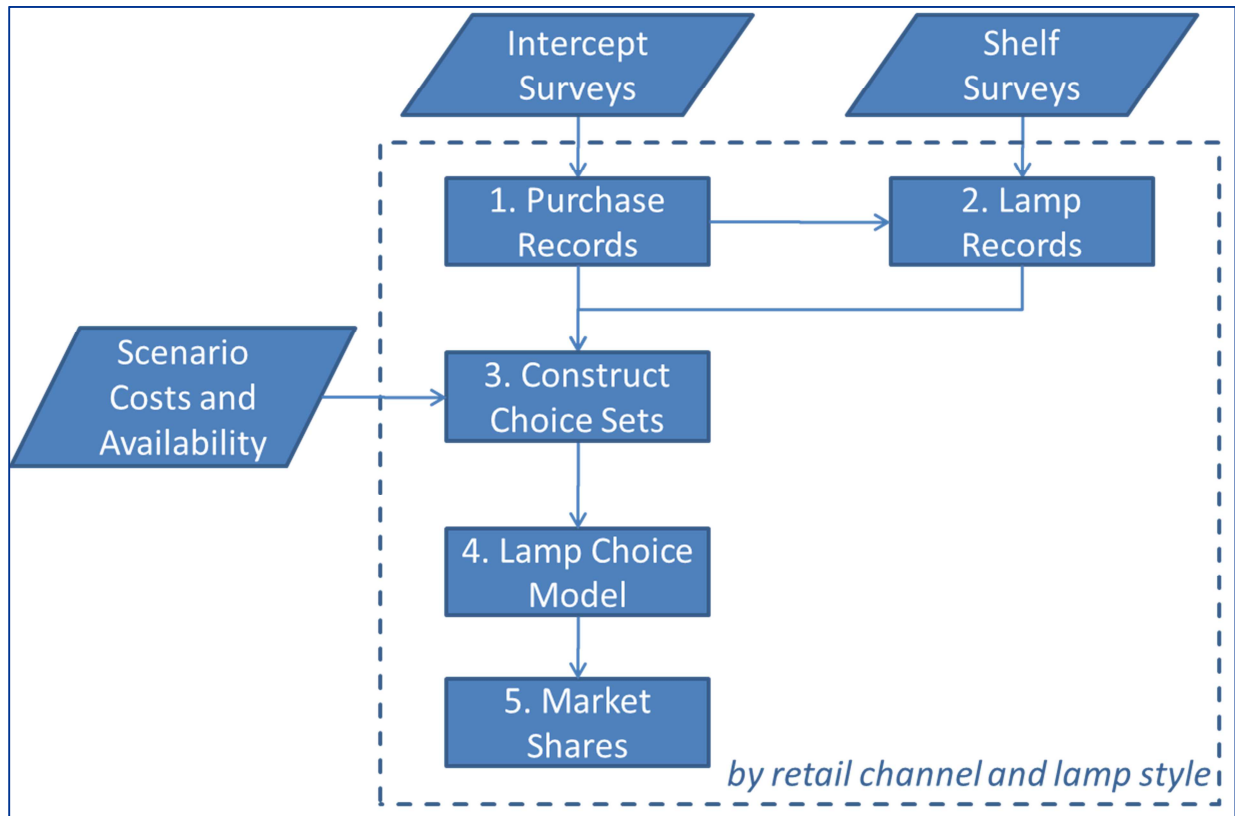 Intercept
Surveys
Shelf
Surveys
1. Purchase
Records
2. Lamp
Records
Scenario
Costs and
Availability
3. Construct
Choice Sets
4. Lamp Choice
Model
5. Market
Shares
by retail channel and lamp style